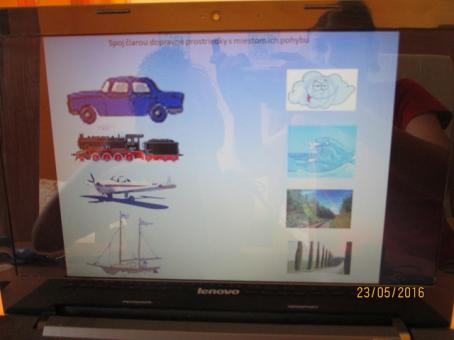 Spoj čiarou dopravné prostriedky s miestom ich pohybu
lenovo
23/05/2016